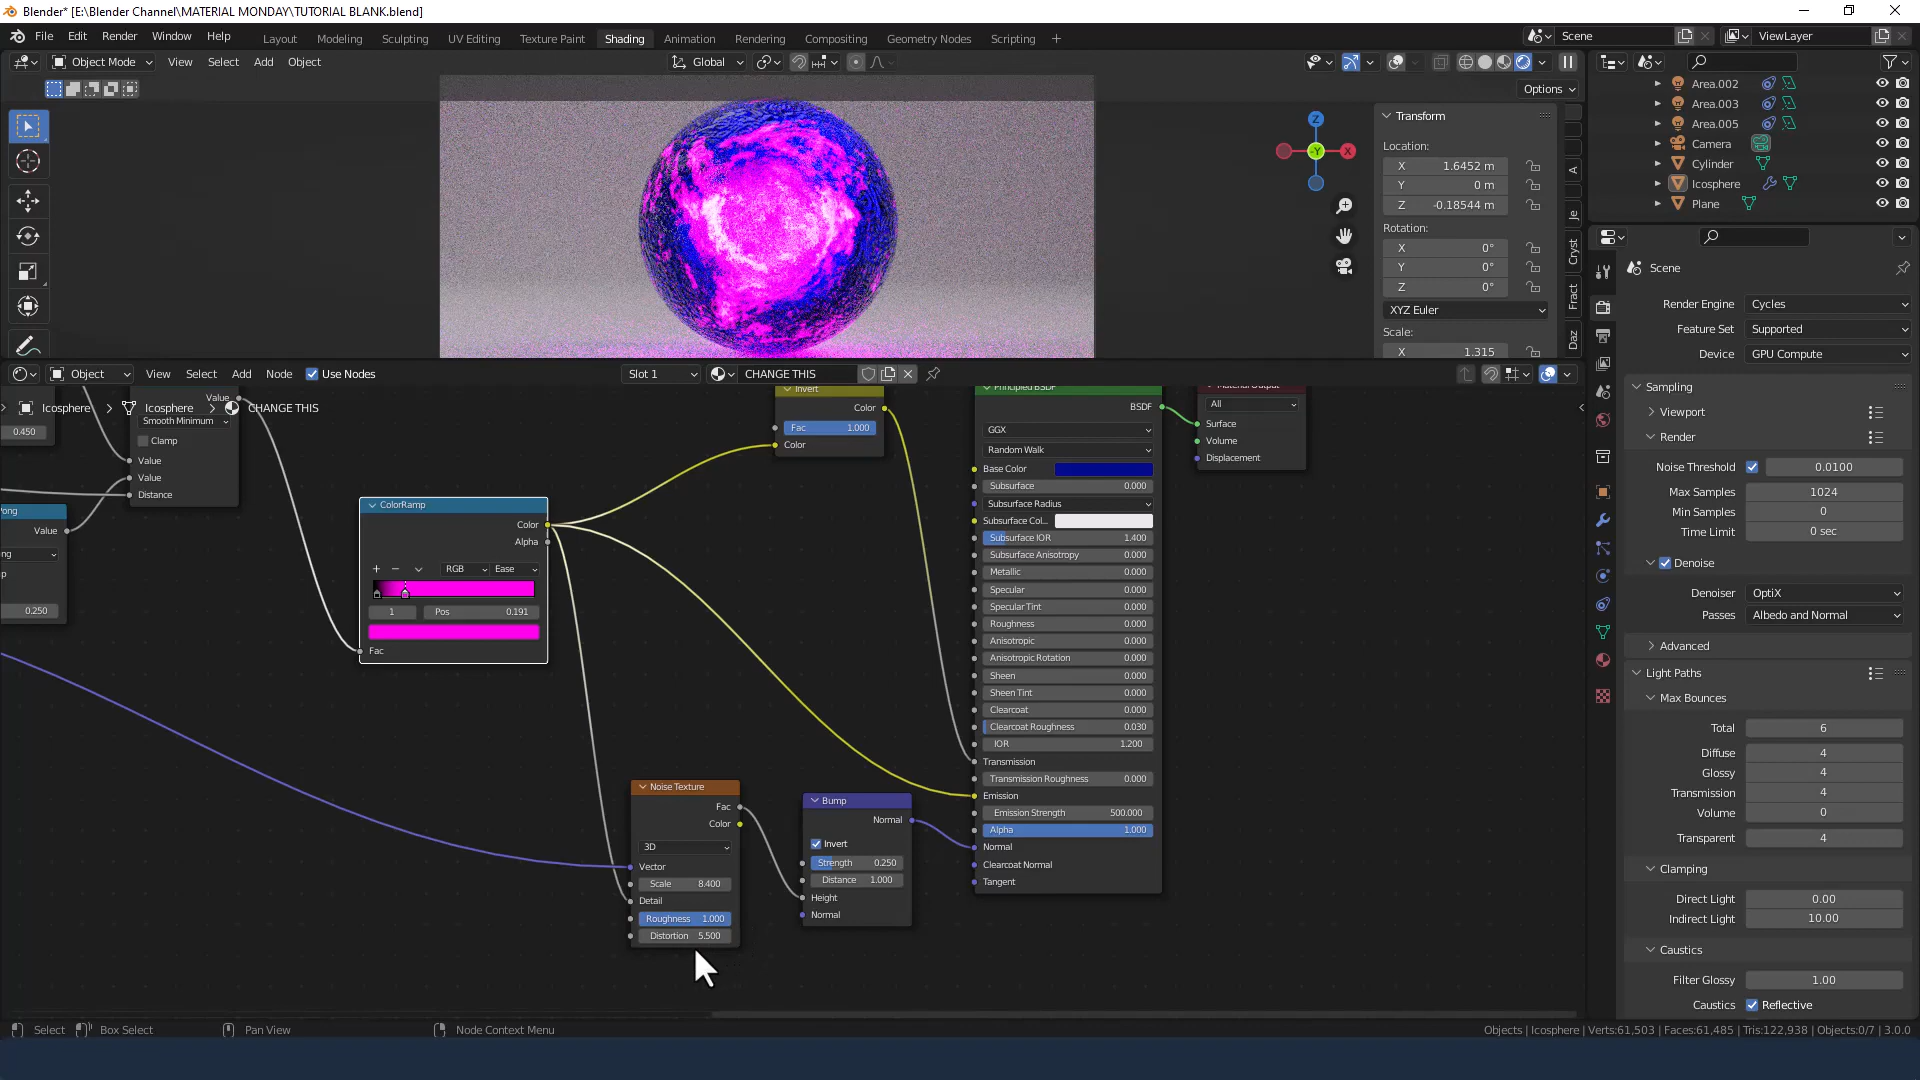 Blender* [E:\Blender Channel\MATERIAL MONDAY\TUTORIAL BLANK.blend]
File Edit Render Window Help
Layout Modeling Sculpting UV Editing Texture Paint Shading Animation Rendering Compositing Geometry Nodes Scripting +
Scene
ViewLayer
Object Mode View Select Add Object
Global
Options
Area.002
Area.003
Area.005
Camera
Cylinder
Icosphere
Plane
Transform
Location:
X 1.6452 m
Y 0 m
Z -0.18544 m
Rotation:
X 0°
Y 0°
Z 0°
XYZ Euler
Scale:
X 1.315
A
Je
Cryst
Fract
Daz
Z
-Y
X
Scene
Render Engine Cycles
Feature Set Supported
Device GPU Compute
Sampling
Viewport
Render
Noise Threshold 0.0100
Max Samples 1024
Min Samples 0
Time Limit 0 sec
Denoise
Denoiser OptiX
Passes Albedo and Normal
Advanced
Light Paths
Max Bounces
Total 6
Diffuse 4
Glossy 4
Transmission 4
Volume 0
Transparent 4
Clamping
Direct Light 0.00
Indirect Light 10.00
Caustics
Filter Glossy 1.00
Caustics Reflective
Object View Select Add Node Use Nodes
Slot 1
CHANGE THIS
Icosphere > Icosphere > CHANGE THIS
0.450
Value
Smooth Minimum
Clamp
Value
Value
Distance
ong
Value
ng
p
0.250
ColorRamp
Color
Alpha
+ − RGB Ease
1 Pos 0.191
Fac
Invert
Color
Fac 1.000
Color
Noise Texture
Fac
Color
3D
Vector
Scale 8.400
Detail
Roughness 1.000
Distortion 5.500
Bump
Normal
Invert
Strength 0.250
Distance 1.000
Height
Normal
Principled BSDF
BSDF
GGX
Random Walk
Base Color
Subsurface 0.000
Subsurface Radius
Subsurface Col...
Subsurface IOR 1.400
Subsurface Anisotropy 0.000
Metallic 0.000
Specular 0.000
Specular Tint 0.000
Roughness 0.000
Anisotropic 0.000
Anisotropic Rotation 0.000
Sheen 0.000
Sheen Tint 0.000
Clearcoat 0.000
Clearcoat Roughness 0.030
IOR 1.200
Transmission
Transmission Roughness 0.000
Emission
Emission Strength 500.000
Alpha 1.000
Normal
Clearcoat Normal
Tangent
Material Output
All
Surface
Volume
Displacement
Select Box Select Pan View Node Context Menu
Objects | Icosphere | Verts:61,503 | Faces:61,485 | Tris:122,938 | Objects:0/7 | 3.0.0